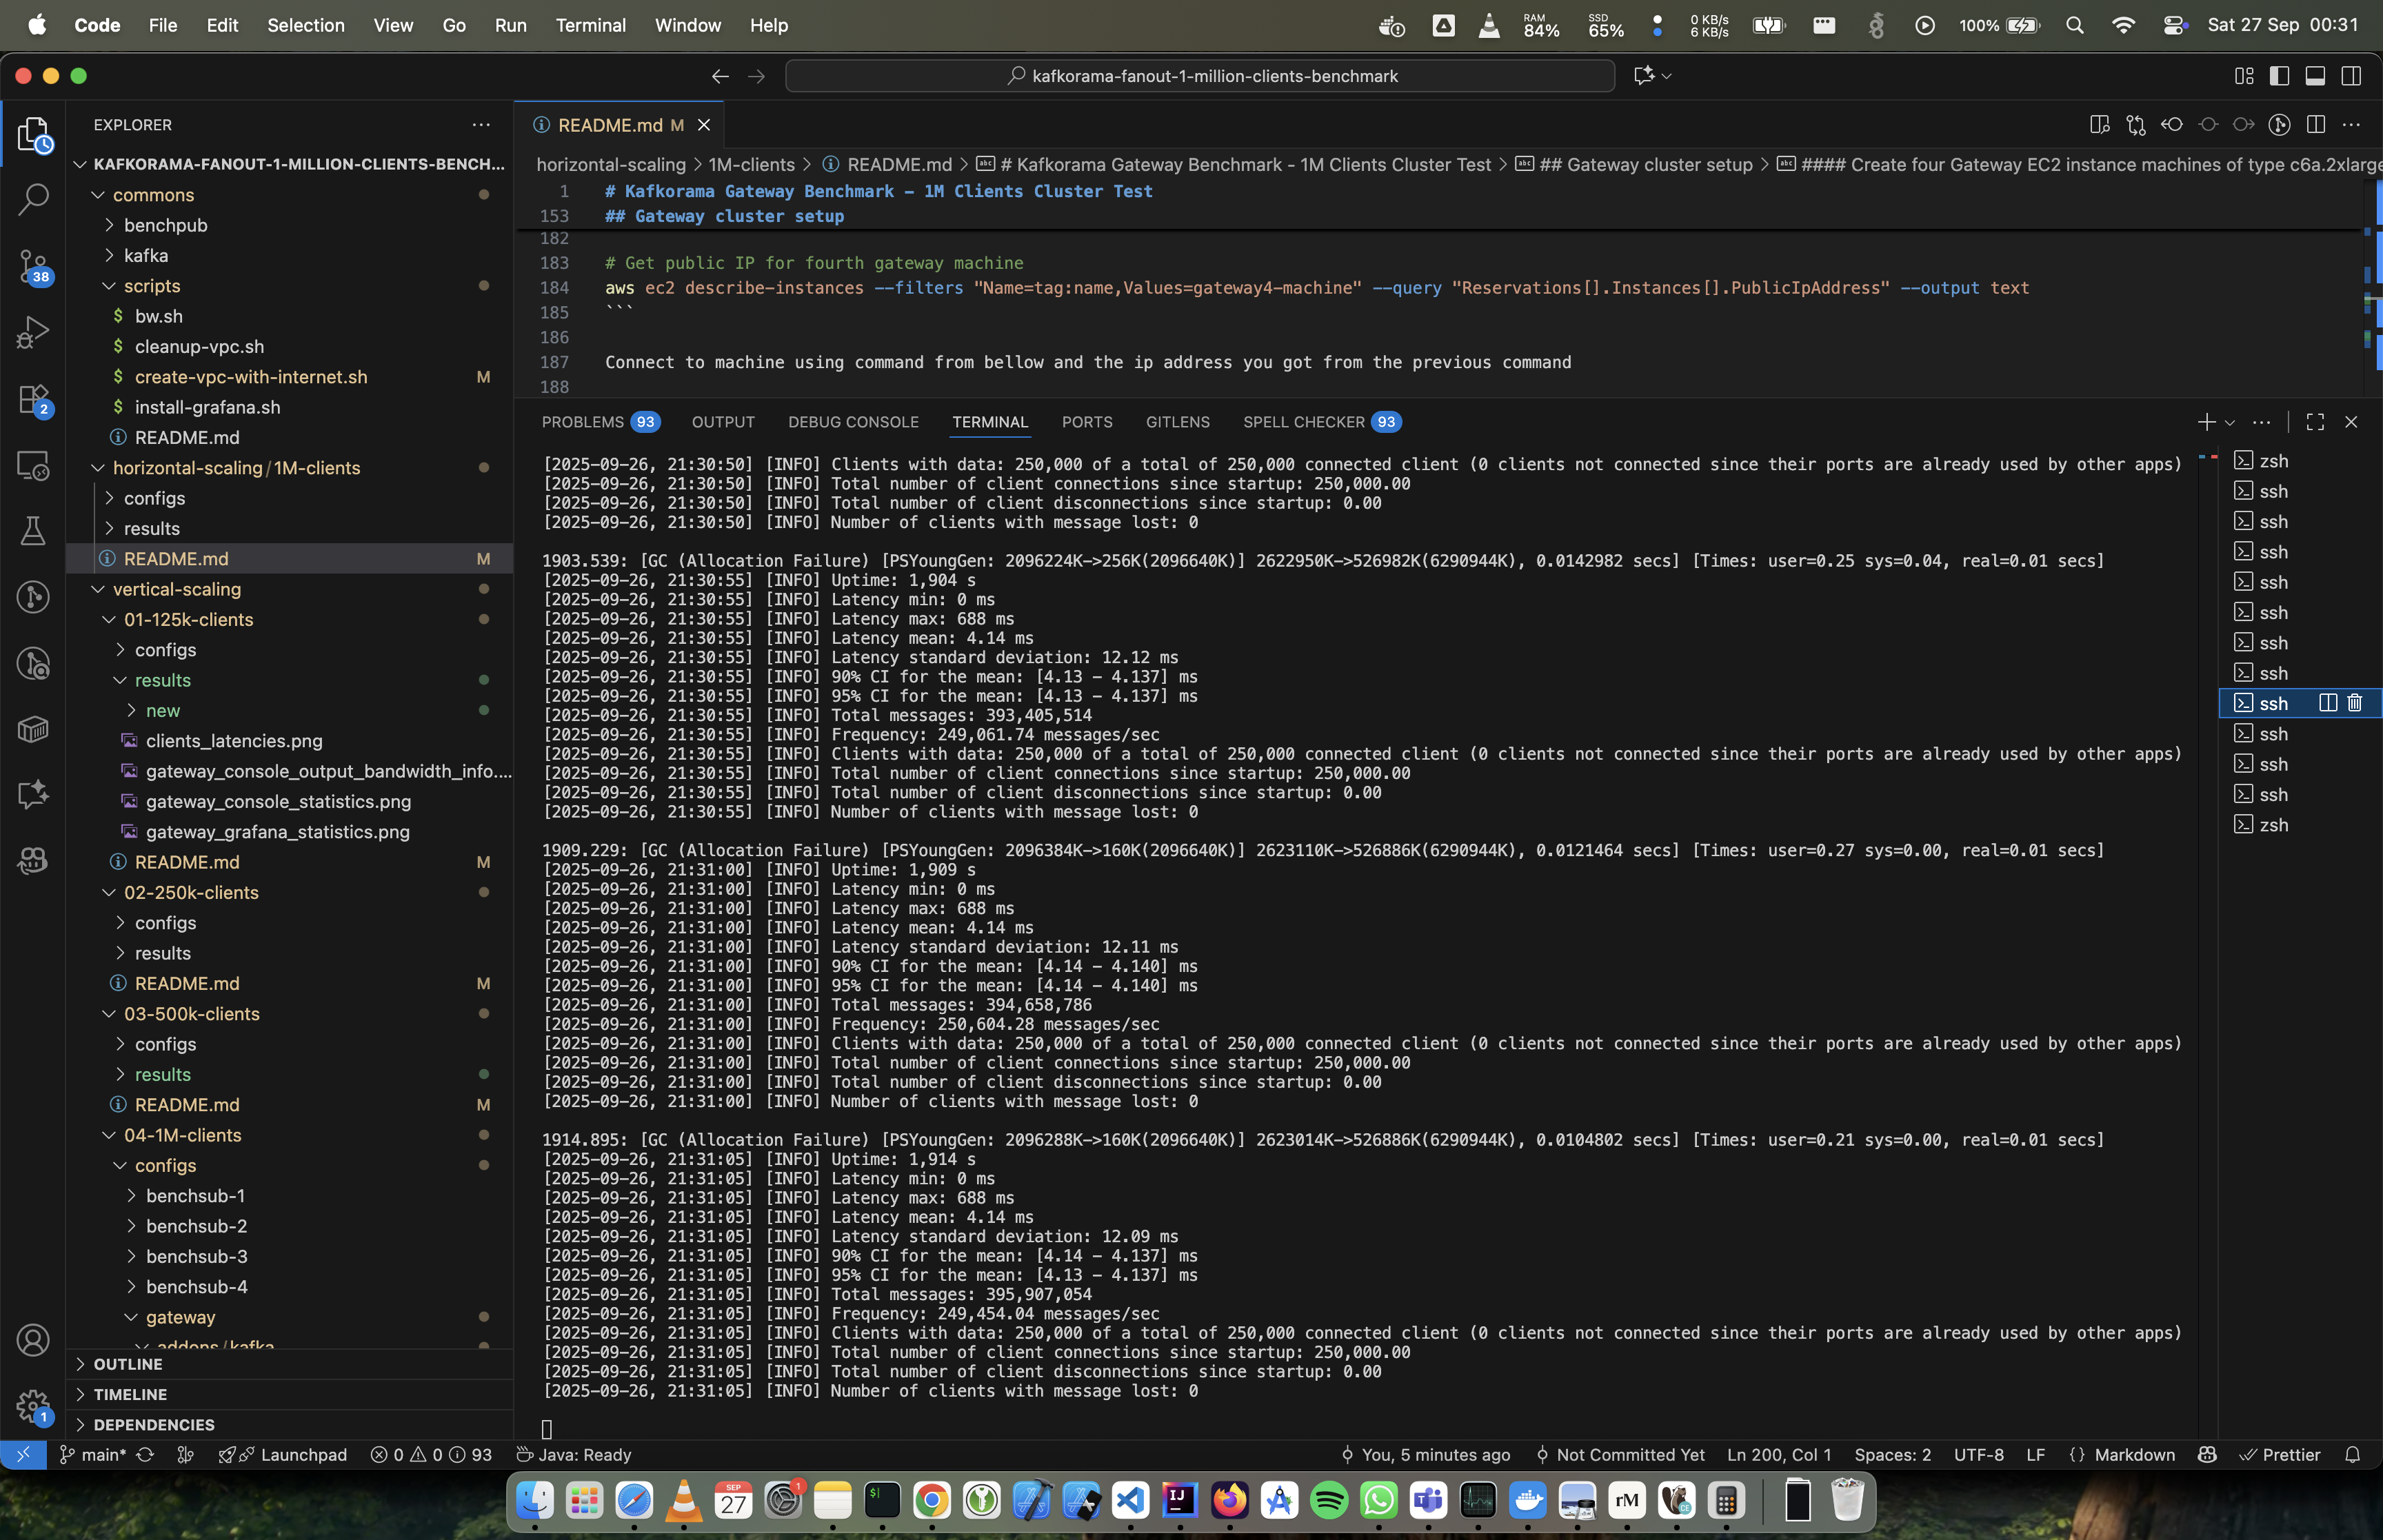 Code File Edit Selection View Go Run Terminal Window Help
RAM 84% SSD 65% 0 KB/s 6 KB/s 100% Sat 27 Sep 00:31
kafkorama-fanout-1-million-clients-benchmark
EXPLORER
KAFKORAMA-FANOUT-1-MILLION-CLIENTS-BENCH...
commons
benchpub
kafka
scripts
$ bw.sh
$ cleanup-vpc.sh
$ create-vpc-with-internet.sh M
$ install-grafana.sh
README.md
horizontal-scaling/1M-clients
configs
results
README.md M
vertical-scaling
01-125k-clients
configs
results
new
clients_latencies.png
gateway_console_output_bandwidth_info....
gateway_console_statistics.png
gateway_grafana_statistics.png
README.md M
02-250k-clients
configs
results
README.md M
03-500k-clients
configs
results
README.md M
04-1M-clients
configs
benchsub-1
benchsub-2
benchsub-3
benchsub-4
gateway
addons/kafka
OUTLINE
TIMELINE
DEPENDENCIES
38
2
1
README.md M
horizontal-scaling > 1M-clients > README.md > # Kafkorama Gateway Benchmark - 1M Clients Cluster Test > ## Gateway cluster setup > #### Create four Gateway EC2 instance machines of type c6a.2xlarge
1 # Kafkorama Gateway Benchmark - 1M Clients Cluster Test
153 ## Gateway cluster setup
182
183 # Get public IP for fourth gateway machine
184 aws ec2 describe-instances --filters "Name=tag:name,Values=gateway4-machine" --query "Reservations[].Instances[].PublicIpAddress" --output text
185 ```
186
187 Connect to machine using command from bellow and the ip address you got from the previous command
188
PROBLEMS 93 OUTPUT DEBUG CONSOLE TERMINAL PORTS GITLENS SPELL CHECKER 93
[2025-09-26, 21:30:50] [INFO] Clients with data: 250,000 of a total of 250,000 connected client (0 clients not connected since their ports are already used by other apps)
[2025-09-26, 21:30:50] [INFO] Total number of client connections since startup: 250,000.00
[2025-09-26, 21:30:50] [INFO] Total number of client disconnections since startup: 0.00
[2025-09-26, 21:30:50] [INFO] Number of clients with message lost: 0
1903.539: [GC (Allocation Failure) [PSYoungGen: 2096224K->256K(2096640K)] 2622950K->526982K(6290944K), 0.0142982 secs] [Times: user=0.25 sys=0.04, real=0.01 secs]
[2025-09-26, 21:30:55] [INFO] Uptime: 1,904 s
[2025-09-26, 21:30:55] [INFO] Latency min: 0 ms
[2025-09-26, 21:30:55] [INFO] Latency max: 688 ms
[2025-09-26, 21:30:55] [INFO] Latency mean: 4.14 ms
[2025-09-26, 21:30:55] [INFO] Latency standard deviation: 12.12 ms
[2025-09-26, 21:30:55] [INFO] 90% CI for the mean: [4.13 - 4.137] ms
[2025-09-26, 21:30:55] [INFO] 95% CI for the mean: [4.13 - 4.137] ms
[2025-09-26, 21:30:55] [INFO] Total messages: 393,405,514
[2025-09-26, 21:30:55] [INFO] Frequency: 249,061.74 messages/sec
[2025-09-26, 21:30:55] [INFO] Clients with data: 250,000 of a total of 250,000 connected client (0 clients not connected since their ports are already used by other apps)
[2025-09-26, 21:30:55] [INFO] Total number of client connections since startup: 250,000.00
[2025-09-26, 21:30:55] [INFO] Total number of client disconnections since startup: 0.00
[2025-09-26, 21:30:55] [INFO] Number of clients with message lost: 0
1909.229: [GC (Allocation Failure) [PSYoungGen: 2096384K->160K(2096640K)] 2623110K->526886K(6290944K), 0.0121464 secs] [Times: user=0.27 sys=0.00, real=0.01 secs]
[2025-09-26, 21:31:00] [INFO] Uptime: 1,909 s
[2025-09-26, 21:31:00] [INFO] Latency min: 0 ms
[2025-09-26, 21:31:00] [INFO] Latency max: 688 ms
[2025-09-26, 21:31:00] [INFO] Latency mean: 4.14 ms
[2025-09-26, 21:31:00] [INFO] Latency standard deviation: 12.11 ms
[2025-09-26, 21:31:00] [INFO] 90% CI for the mean: [4.14 - 4.140] ms
[2025-09-26, 21:31:00] [INFO] 95% CI for the mean: [4.14 - 4.140] ms
[2025-09-26, 21:31:00] [INFO] Total messages: 394,658,786
[2025-09-26, 21:31:00] [INFO] Frequency: 250,604.28 messages/sec
[2025-09-26, 21:31:00] [INFO] Clients with data: 250,000 of a total of 250,000 connected client (0 clients not connected since their ports are already used by other apps)
[2025-09-26, 21:31:00] [INFO] Total number of client connections since startup: 250,000.00
[2025-09-26, 21:31:00] [INFO] Total number of client disconnections since startup: 0.00
[2025-09-26, 21:31:00] [INFO] Number of clients with message lost: 0
1914.895: [GC (Allocation Failure) [PSYoungGen: 2096288K->160K(2096640K)] 2623014K->526886K(6290944K), 0.0104802 secs] [Times: user=0.21 sys=0.00, real=0.01 secs]
[2025-09-26, 21:31:05] [INFO] Uptime: 1,914 s
[2025-09-26, 21:31:05] [INFO] Latency min: 0 ms
[2025-09-26, 21:31:05] [INFO] Latency max: 688 ms
[2025-09-26, 21:31:05] [INFO] Latency mean: 4.14 ms
[2025-09-26, 21:31:05] [INFO] Latency standard deviation: 12.09 ms
[2025-09-26, 21:31:05] [INFO] 90% CI for the mean: [4.14 - 4.137] ms
[2025-09-26, 21:31:05] [INFO] 95% CI for the mean: [4.13 - 4.137] ms
[2025-09-26, 21:31:05] [INFO] Total messages: 395,907,054
[2025-09-26, 21:31:05] [INFO] Frequency: 249,454.04 messages/sec
[2025-09-26, 21:31:05] [INFO] Clients with data: 250,000 of a total of 250,000 connected client (0 clients not connected since their ports are already used by other apps)
[2025-09-26, 21:31:05] [INFO] Total number of client connections since startup: 250,000.00
[2025-09-26, 21:31:05] [INFO] Total number of client disconnections since startup: 0.00
[2025-09-26, 21:31:05] [INFO] Number of clients with message lost: 0
zsh
ssh
ssh
ssh
ssh
ssh
ssh
ssh
ssh
ssh
ssh
ssh
zsh
main* Launchpad 0 0 93 Java: Ready You, 5 minutes ago Not Committed Yet Ln 200, Col 1 Spaces: 2 UTF-8 LF {} Markdown Prettier
SEP 27 1 $ IJ rM CE